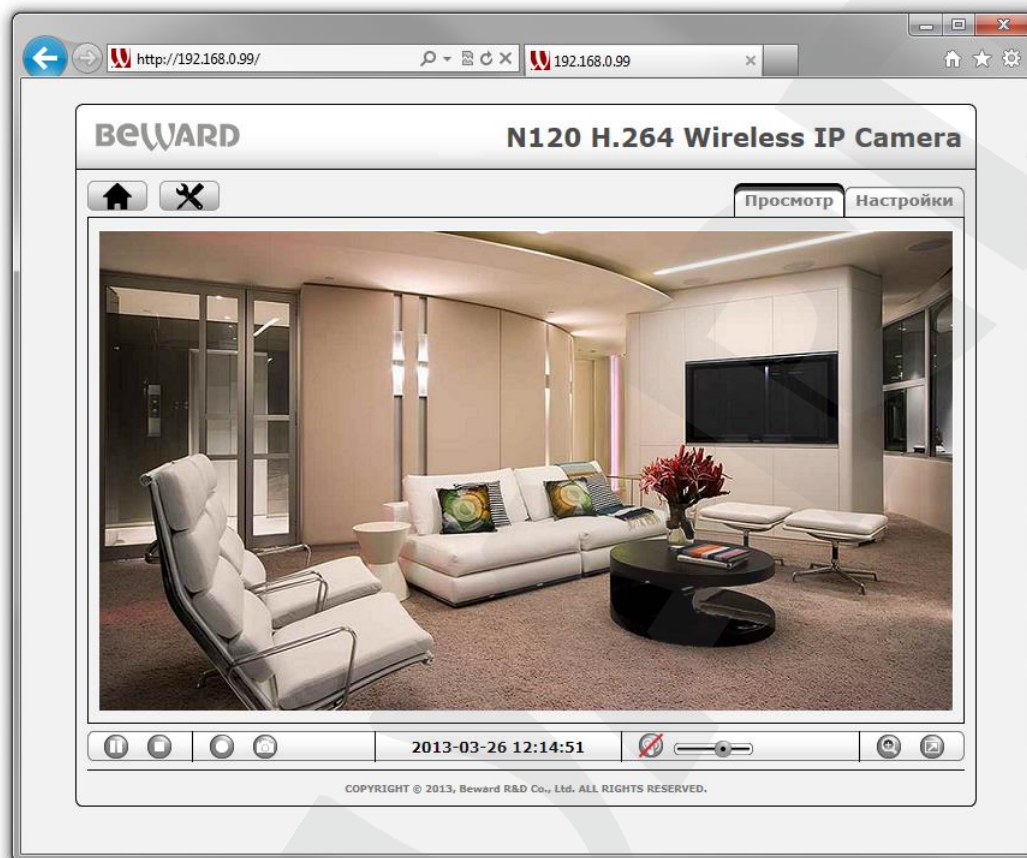 http://192.168.0.99/
192.168.0.99
BEWARD
N120 H.264 Wireless IP Camera
Просмотр
Настройки
2013-03-26 12:14:51
COPYRIGHT © 2013, Beward R&D Co., Ltd. ALL RIGHTS RESERVED.